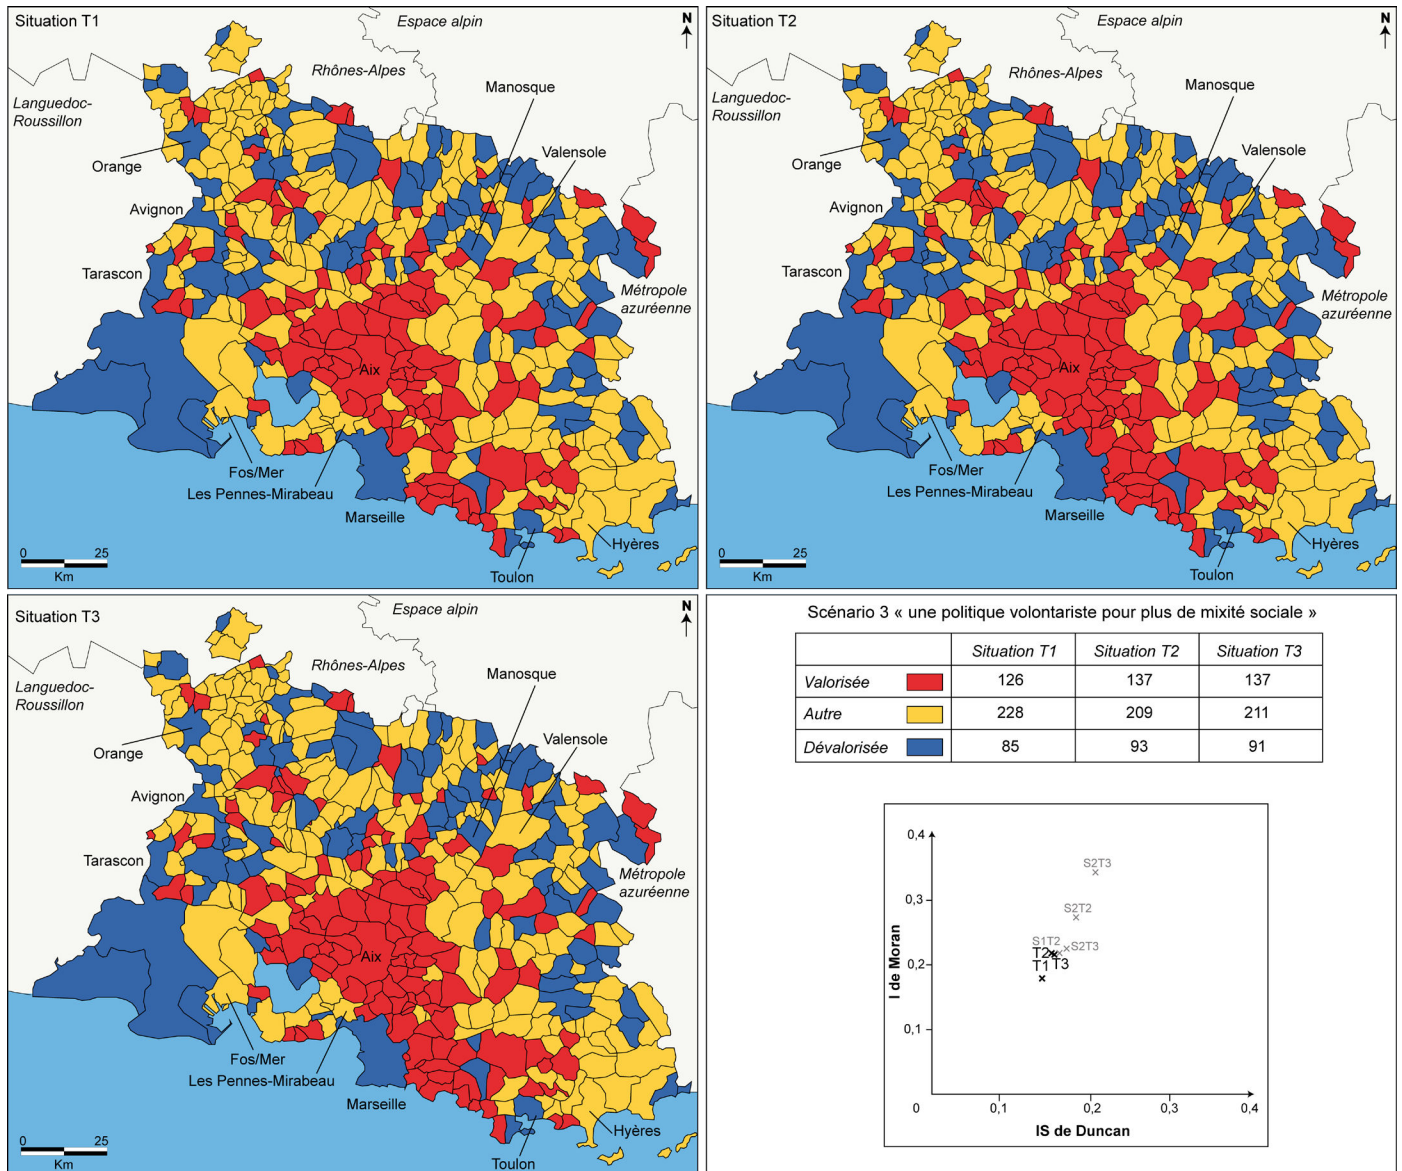 Situation T1
Espace alpin
N
Rhônes-Alpes
Languedoc-
Roussillon
Manosque
Valensole
Orange
Avignon
Tarascon
Métropole
azuréenne
Aix
Fos/Mer
Les Pennes-Mirabeau
Marseille
Hyères
Toulon
0 25
Km
Situation T2
Espace alpin
N
Rhônes-Alpes
Languedoc-
Roussillon
Manosque
Valensole
Orange
Avignon
Tarascon
Métropole
azuréenne
Aix
Fos/Mer
Les Pennes-Mirabeau
Marseille
Hyères
Toulon
0 25
Km
Situation T3
Espace alpin
N
Rhônes-Alpes
Languedoc-
Roussillon
Manosque
Valensole
Orange
Avignon
Tarascon
Métropole
azuréenne
Aix
Fos/Mer
Les Pennes-Mirabeau
Marseille
Hyères
Toulon
0 25
Km
Scénario 3 « une politique volontariste pour plus de mixité sociale »
Situation T1 Situation T2 Situation T3
Valorisée 126 137 137
Autre 228 209 211
Dévalorisée 85 93 91
0,4
S2T3
0,3
S2T2
S1T2
S2T3
T2
T3
0,2
T1
I de Moran
0,1
0 0,1 0,2 0,3 0,4
IS de Duncan